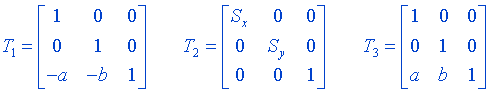 T₁ = [ 1 0 0 ; 0 1 0 ; -a -b 1 ] T₂ = [ Sₓ 0 0 ; 0 S_y 0 ; 0 0 1 ] T₃ = [ 1 0 0 ; 0 1 0 ; a b 1 ]